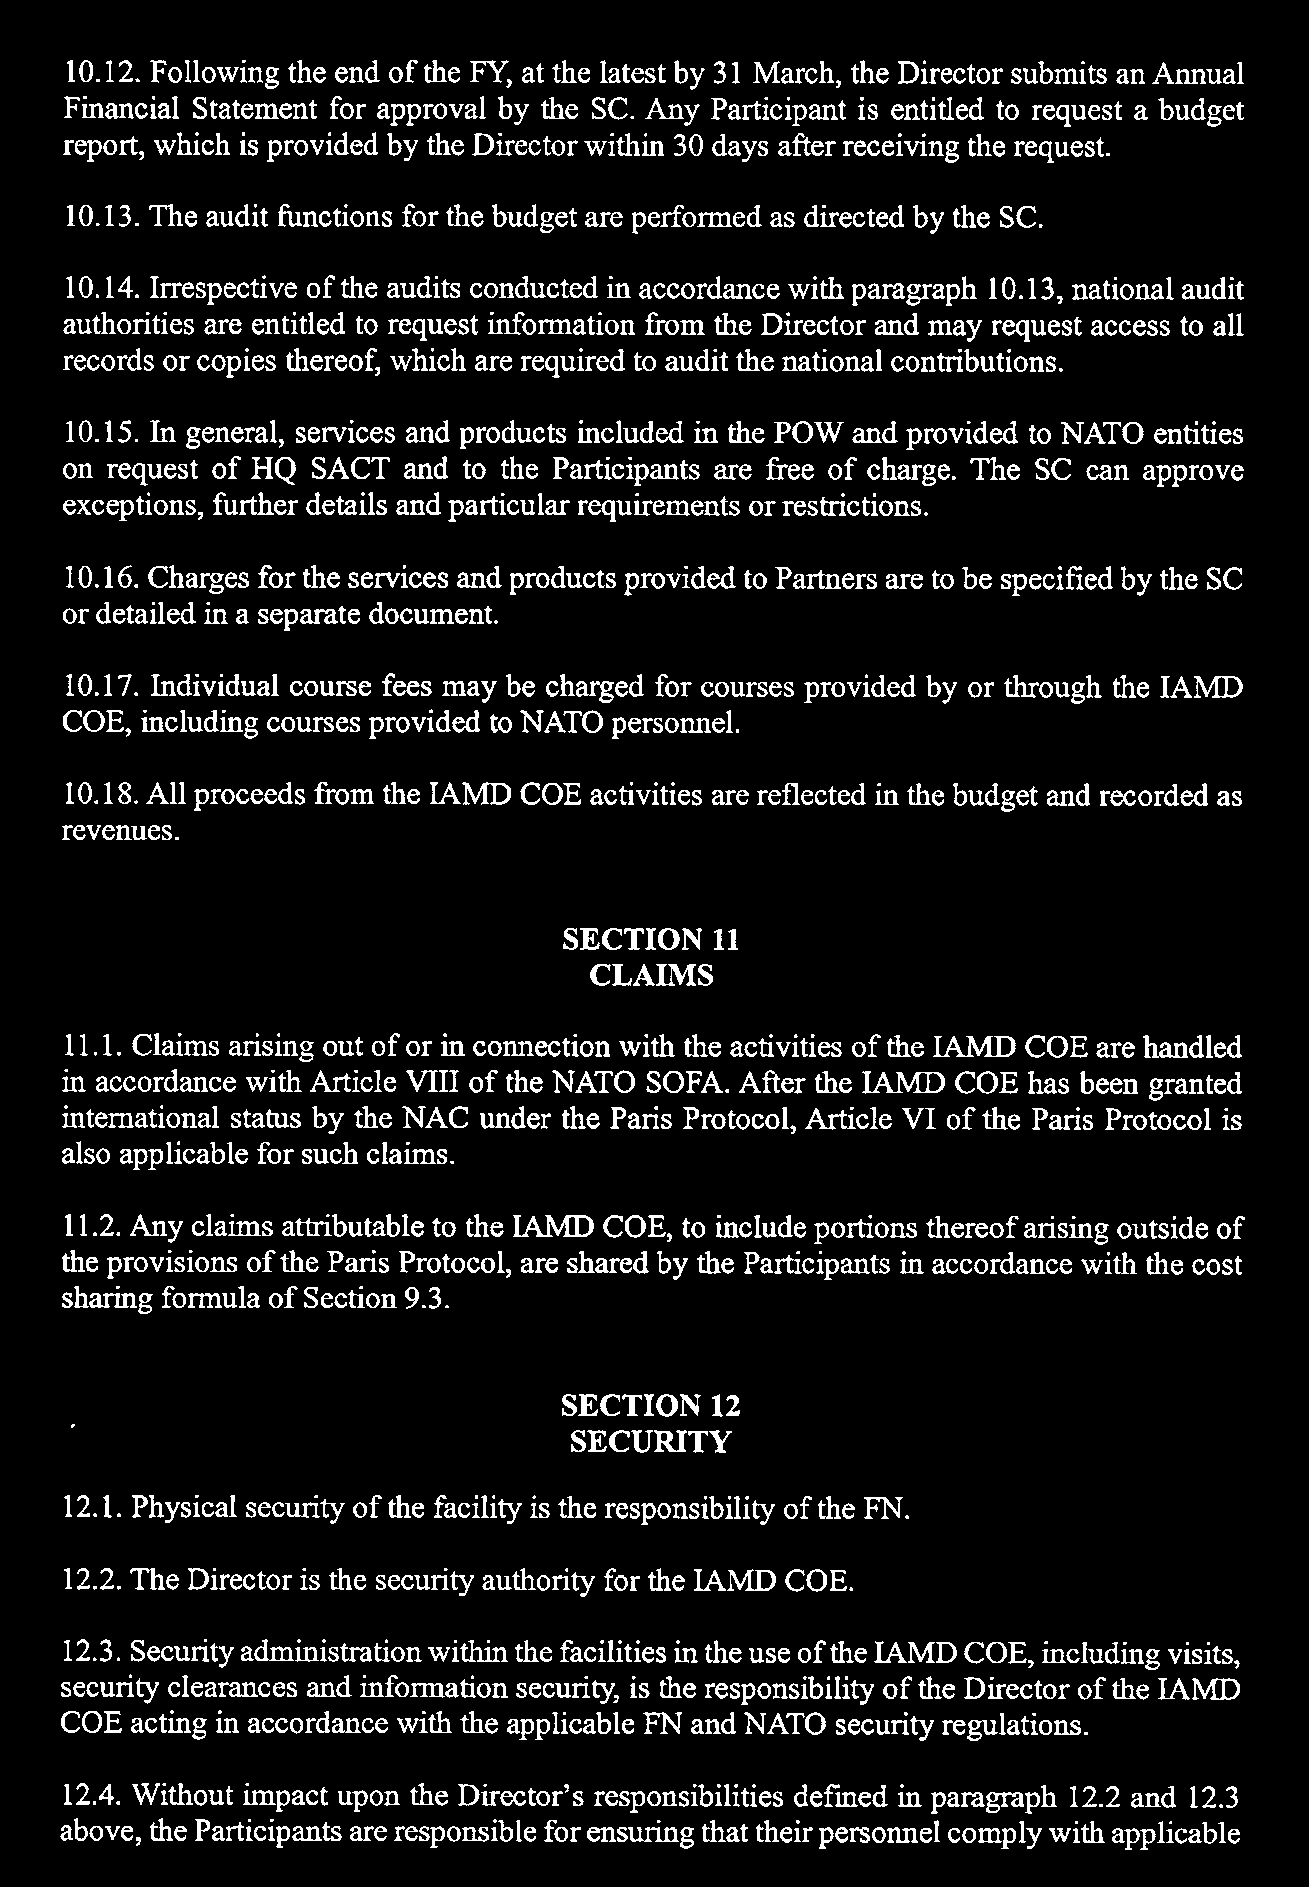 10.12. Following the end of the FY, at the latest by 31 March, the Director submits an Annual
Financial Statement for approval by the SC. Any Participant is entitled to request a budget
report, which is provided by the Director within 30 days after receiving the request.
10.13. The audit functions for the budget are performed as directed by the SC.
10.14. Irrespective of the audits conducted in accordance with paragraph 10.13, national audit
authorities are entitled to request information from the Director and may request access to all
records or copies thereof, which are required to audit the national contributions.
10.15. In general, services and products included in the POW and provided to NATO entities
on request of HQ SACT and to the Participants are free of charge. The SC can approve
exceptions, further details and particular requirements or restrictions.
10.16. Charges for the services and products provided to Partners are to be specified by the SC
or detailed in a separate document.
10.17. Individual course fees may be charged for courses provided by or through the IAMD
COE, including courses provided to NATO personnel.
10.18. All proceeds from the IAMD COE activities are reflected in the budget and recorded as
revenues.
SECTION 11
CLAIMS
11.1. Claims arising out of or in connection with the activities of the IAMD COE are handled
in accordance with Article VIII of the NATO SOFA. After the IAMD COE has been granted
international status by the NAC under the Paris Protocol, Article VI of the Paris Protocol is
also applicable for such claims.
11.2. Any claims attributable to the IAMD COE, to include portions thereof arising outside of
the provisions of the Paris Protocol, are shared by the Participants in accordance with the cost
sharing formula of Section 9.3.
SECTION 12
SECURITY
12.1. Physical security of the facility is the responsibility of the FN.
12.2. The Director is the security authority for the IAMD COE.
12.3. Security administration within the facilities in the use of the IAMD COE, including visits,
security clearances and information security, is the responsibility of the Director of the IAMD
COE acting in accordance with the applicable FN and NATO security regulations.
12.4. Without impact upon the Director's responsibilities defined in paragraph 12.2 and 12.3
above, the Participants are responsible for ensuring that their personnel comply with applicable